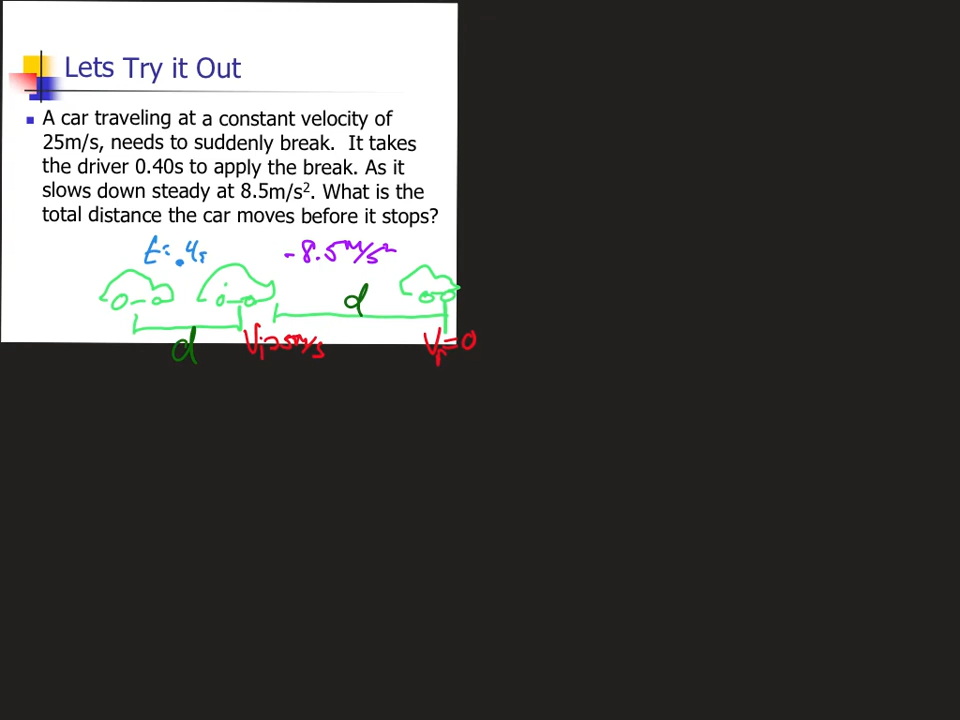 Lets Try it Out
A car traveling at a constant velocity of
25m/s, needs to suddenly break. It takes
the driver 0.40s to apply the break. As it
slows down steady at 8.5m/s². What is the
total distance the car moves before it stops?
t=.4s -8.5m/s²
d
d Vi 25m/s Vf=0